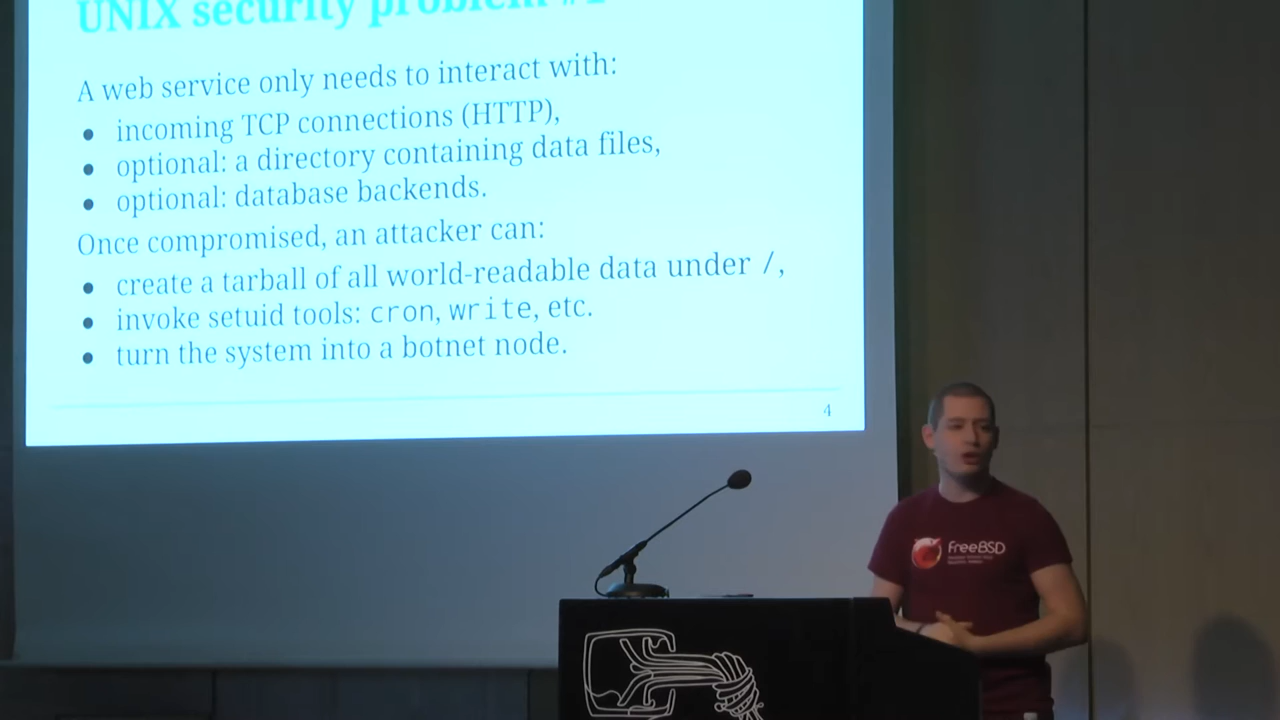 UNIX security problem
A web service only needs to interact with:
● incoming TCP connections (HTTP),
● optional: a directory containing data files,
● optional: database backends.
Once compromised, an attacker can:
● create a tarball of all world-readable data under /,
● invoke setuid tools: cron, write, etc.
● turn the system into a botnet node.
4
FreeBSD